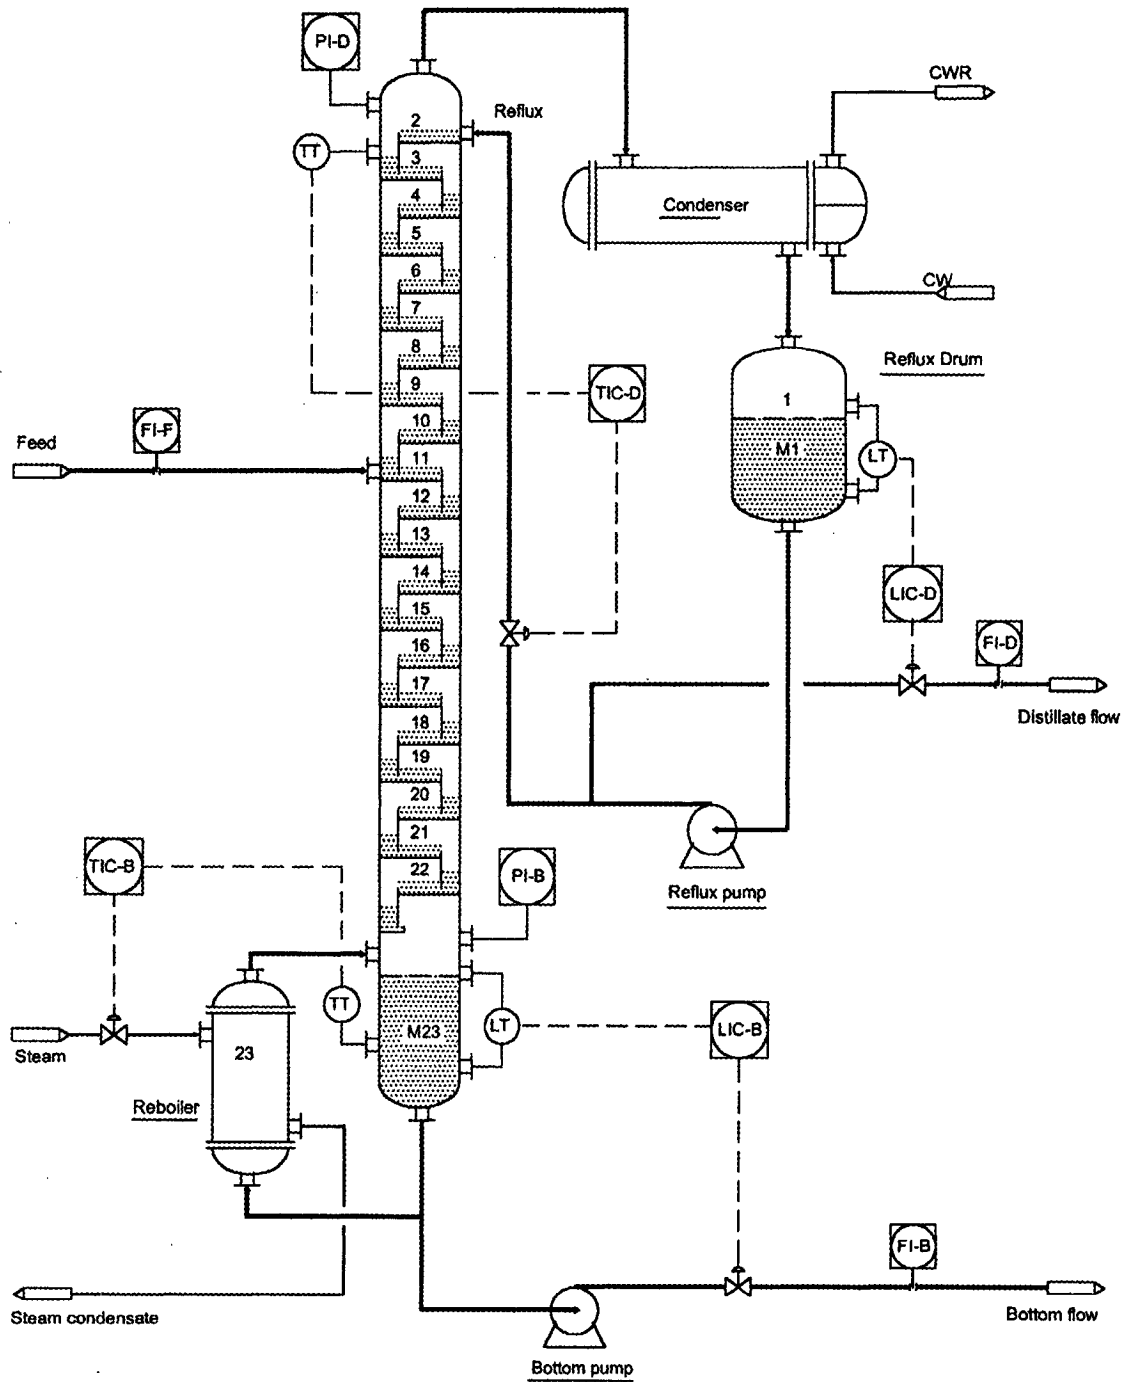 PI-D
CWR
Reflux
2
TT
3
4
Condenser
5
6
CW
7
8
Reflux Drum
9
TIC-D
1
10
FI-F
Feed
M1
LT
11
12
13
14
LIC-D
15
16
FI-D
17
Distillate flow
18
19
20
21
TIC-B
22
PI-B
Reflux pump
TT
M23
LT
LIC-B
Steam
23
Reboiler
FI-B
Steam condensate
Bottom flow
Bottom pump